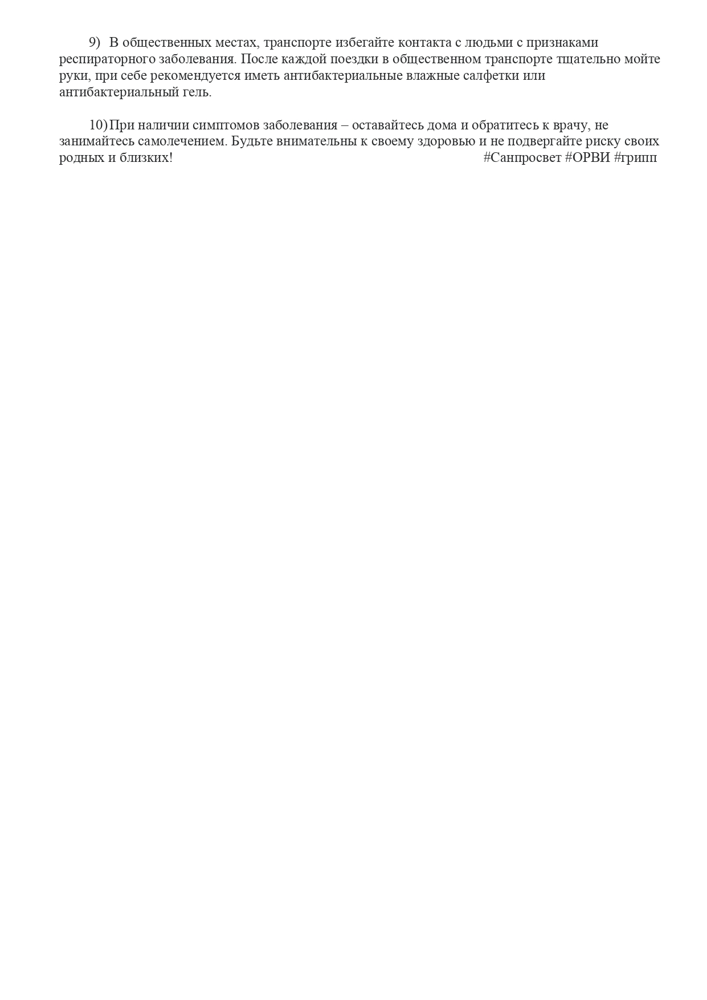 9) В общественных местах, транспорте избегайте контакта с людьми с признаками
респираторного заболевания. После каждой поездки в общественном транспорте тщательно мойте
руки, при себе рекомендуется иметь антибактериальные влажные салфетки или
антибактериальный гель.
10) При наличии симптомов заболевания – оставайтесь дома и обратитесь к врачу, не
занимайтесь самолечением. Будьте внимательны к своему здоровью и не подвергайте риску своих
родных и близких! #Санпросвет #ОРВИ #грипп